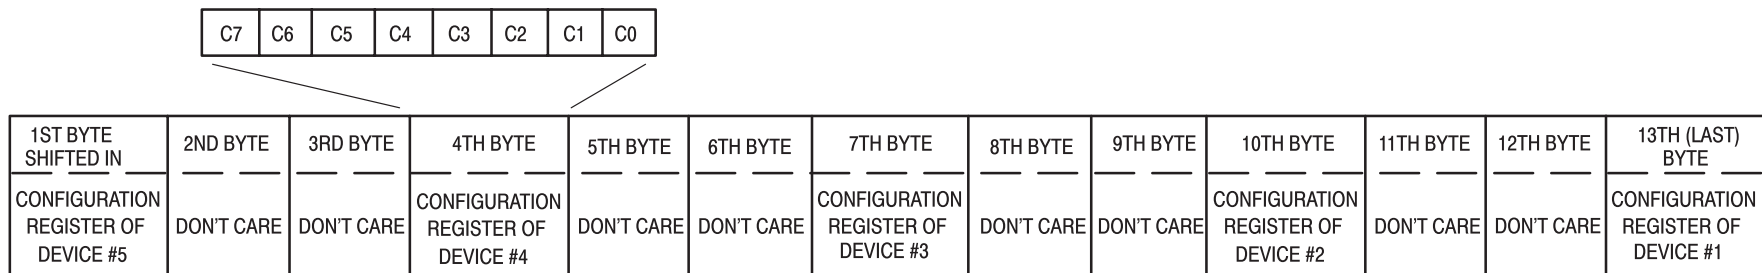 C7 C6 C5 C4 C3 C2 C1 C0
1ST BYTE
SHIFTED IN
2ND BYTE
3RD BYTE
4TH BYTE
5TH BYTE
6TH BYTE
7TH BYTE
8TH BYTE
9TH BYTE
10TH BYTE
11TH BYTE
12TH BYTE
13TH (LAST)
BYTE
CONFIGURATION
REGISTER OF
DEVICE #5
DON'T CARE
DON'T CARE
CONFIGURATION
REGISTER OF
DEVICE #4
DON'T CARE
DON'T CARE
CONFIGURATION
REGISTER OF
DEVICE #3
DON'T CARE
DON'T CARE
CONFIGURATION
REGISTER OF
DEVICE #2
DON'T CARE
DON'T CARE
CONFIGURATION
REGISTER OF
DEVICE #1